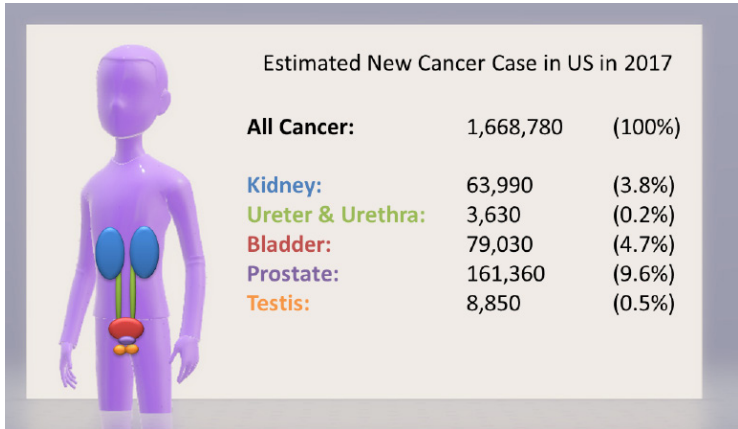 Estimated New Cancer Case in US in 2017
All Cancer: 1,668,780 (100%)
Kidney: 63,990 (3.8%)
Ureter & Urethra: 3,630 (0.2%)
Bladder: 79,030 (4.7%)
Prostate: 161,360 (9.6%)
Testis: 8,850 (0.5%)